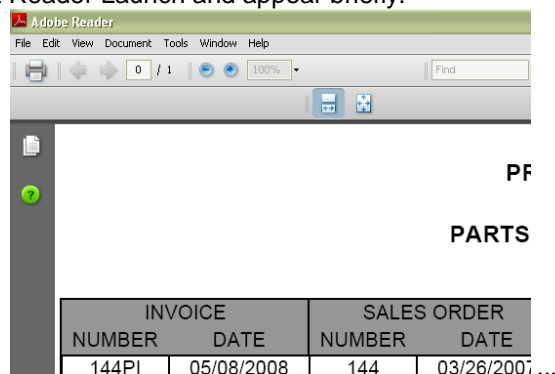 Reader Launch and appear briefly.
Adobe Reader
File Edit View Document Tools Window Help
0 / 1 100% Find
PARTS
INVOICE SALES ORDER
NUMBER DATE NUMBER DATE
144PI 05/08/2008 144 03/26/2007...